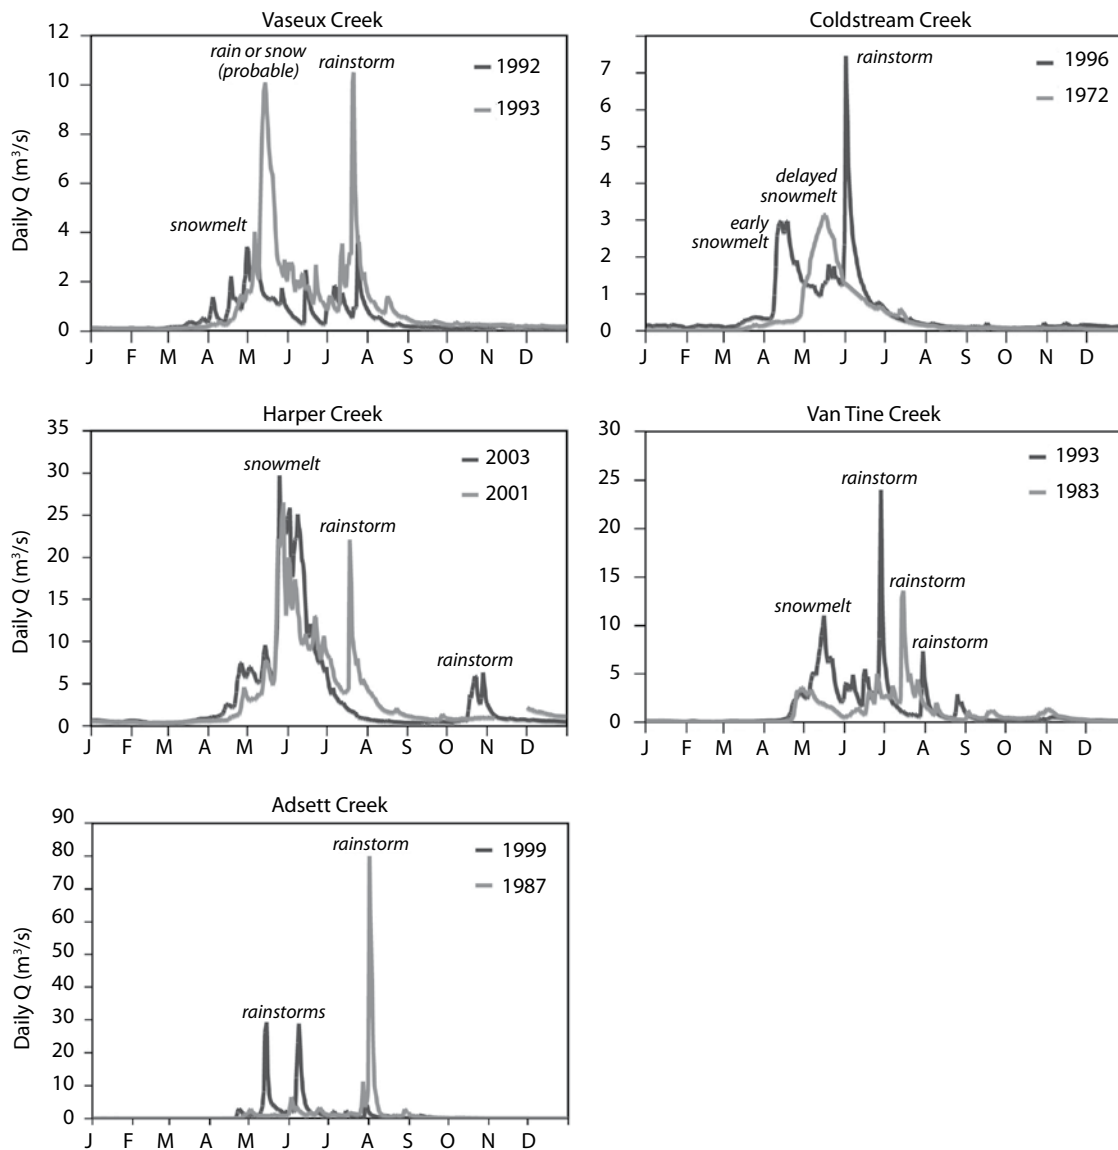 Vaseux Creek
12
10
8
6
4
2
0
Daily Q (m³/s)
rain or snow
(probable)
rainstorm
snowmelt
1992
1993
J F M A M J J A S O N D
Coldstream Creek
7
6
5
4
3
2
1
0
rainstorm
delayed
snowmelt
early
snowmelt
1996
1972
J F M A M J J A S O N D
Harper Creek
35
30
25
20
15
10
5
0
Daily Q (m³/s)
snowmelt
rainstorm
rainstorm
2003
2001
J F M A M J J A S O N D
Van Tine Creek
30
25
20
15
10
5
0
rainstorm
rainstorm
snowmelt
rainstorm
1993
1983
J F M A M J J A S O N D
Adsett Creek
90
80
70
60
50
40
30
20
10
0
Daily Q (m³/s)
rainstorm
rainstorms
1999
1987
J F M A M J J A S O N D